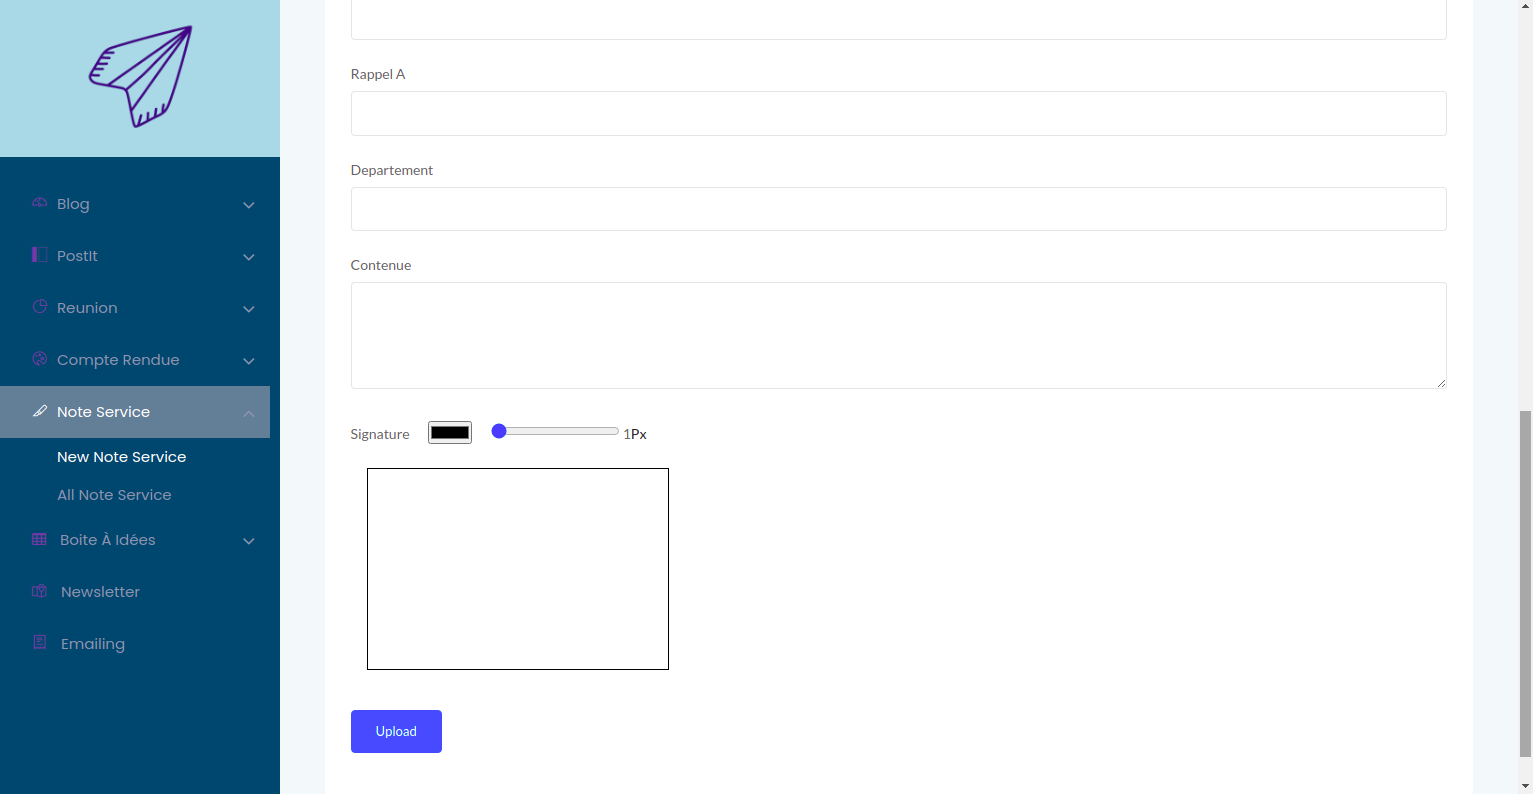 Blog
PostIt
Reunion
Compte Rendue
Note Service
New Note Service
All Note Service
Boite À Idées
Newsletter
Emailing
Rappel A
Departement
Contenue
Signature 1Px
Upload